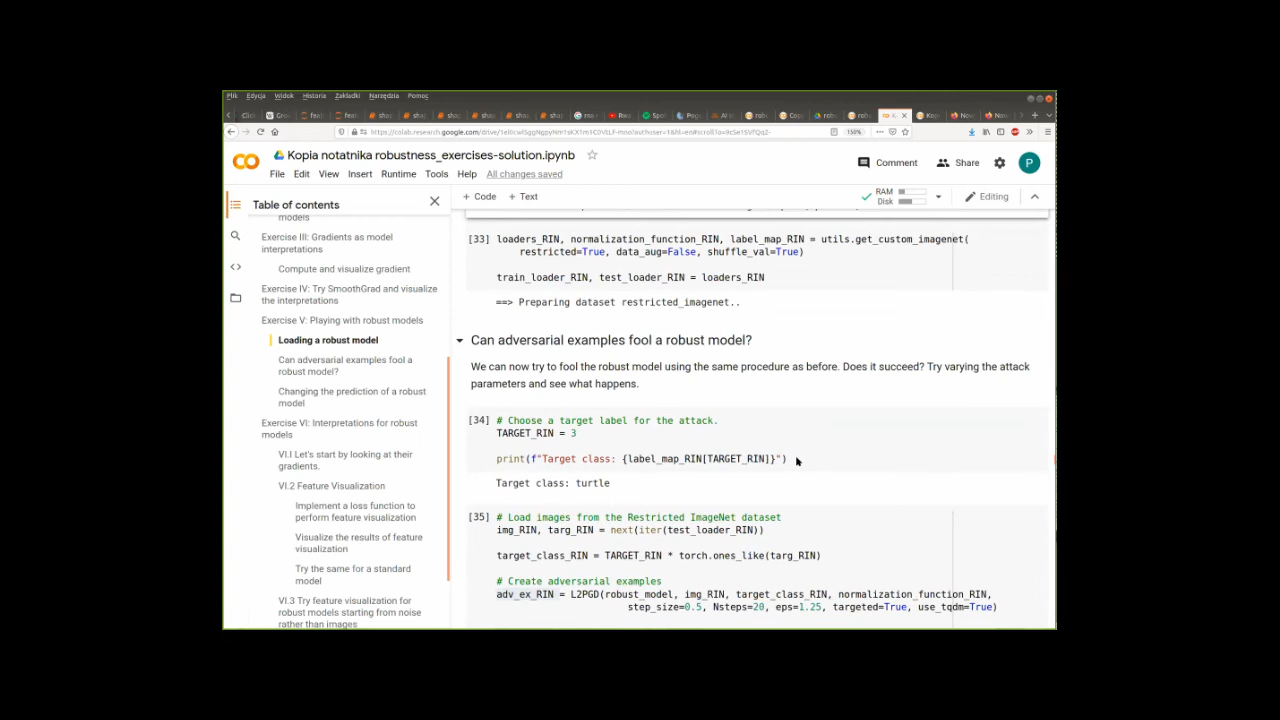 Plik Edycja Widok Historia Zakładki Narzędzia Pomoc
150%
Kopia notatnika robustness_exercises-solution.ipynb
Comment Share P
File Edit View Insert Runtime Tools Help All changes saved
Table of contents
+ Code + Text
RAM
Disk
Editing
models
Exercise III: Gradients as model
interpretations
Compute and visualize gradient
Exercise IV: Try SmoothGrad and visualize
the interpretations
Exercise V: Playing with robust models
Loading a robust model
Can adversarial examples fool a
robust model?
Changing the prediction of a robust
model
Exercise VI: Interpretations for robust
models
VI.I Let's start by looking at their
gradients.
VI.2 Feature Visualization
Implement a loss function to
perform feature visualization
Visualize the results of feature
visualization
Try the same for a standard
model
VI.3 Try feature visualization for
robust models starting from noise
rather than images
[33] loaders_RIN, normalization_function_RIN, label_map_RIN = utils.get_custom_imagenet(
restricted=True, data_aug=False, shuffle_val=True)
train_loader_RIN, test_loader_RIN = loaders_RIN
==> Preparing dataset restricted_imagenet..
Can adversarial examples fool a robust model?
We can now try to fool the robust model using the same procedure as before. Does it succeed? Try varying the attack
parameters and see what happens.
[34] # Choose a target label for the attack.
TARGET_RIN = 3
print(f"Target class: {label_map_RIN[TARGET_RIN]}")
Target class: turtle
[35] # Load images from the Restricted ImageNet dataset
img_RIN, targ_RIN = next(iter(test_loader_RIN))
target_class_RIN = TARGET_RIN * torch.ones_like(targ_RIN)
# Create adversarial examples
adv_ex_RIN = L2PGD(robust_model, img_RIN, target_class_RIN, normalization_function_RIN,
step_size=0.5, Nsteps=20, eps=1.25, targeted=True, use_tqdm=True)